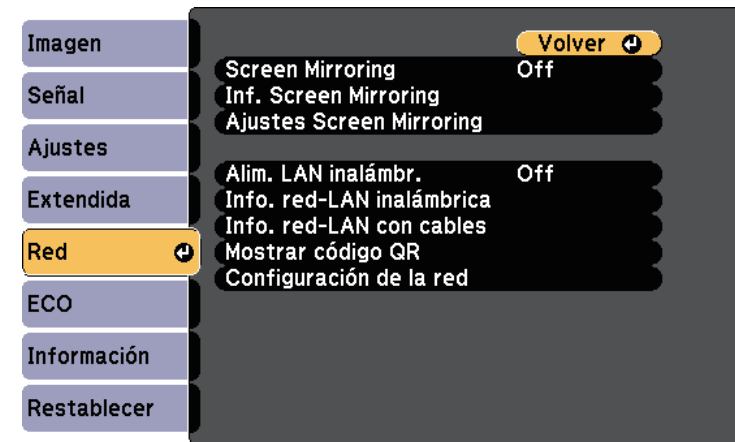 Imagen
Señal
Ajustes
Extendida
Red
ECO
Información
Restablecer
Volver
Screen Mirroring Off
Inf. Screen Mirroring
Ajustes Screen Mirroring
Alim. LAN inalámbr. Off
Info. red-LAN inalámbrica
Info. red-LAN con cables
Mostrar código QR
Configuración de la red